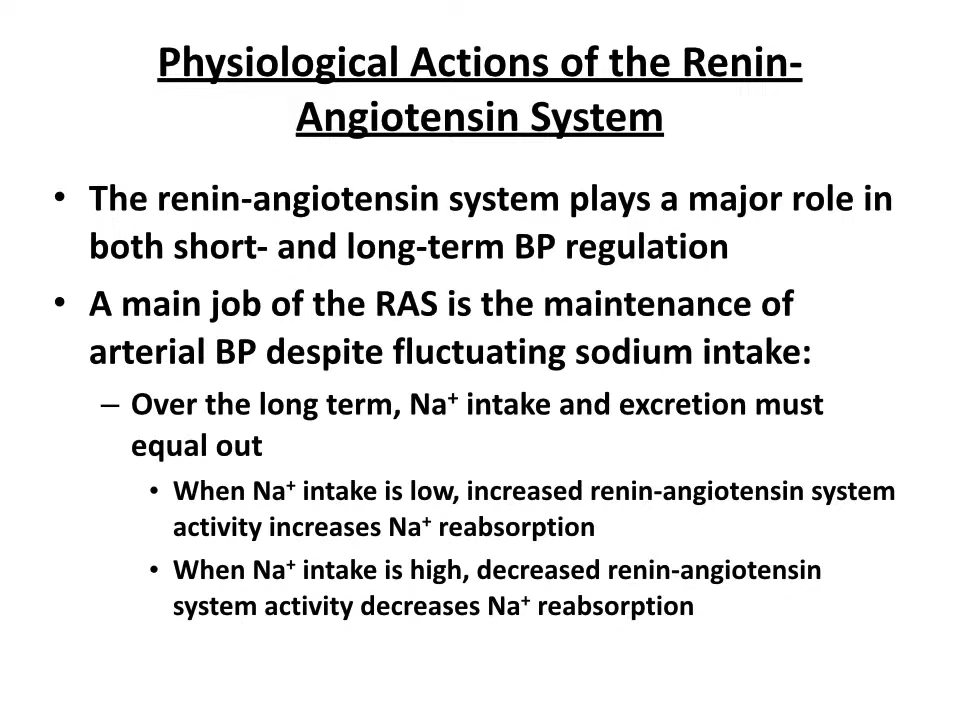 Physiological Actions of the Renin-
Angiotensin System
• The renin-angiotensin system plays a major role in
both short- and long-term BP regulation
• A main job of the RAS is the maintenance of
arterial BP despite fluctuating sodium intake:
– Over the long term, Na⁺ intake and excretion must
equal out
• When Na⁺ intake is low, increased renin-angiotensin system
activity increases Na⁺ reabsorption
• When Na⁺ intake is high, decreased renin-angiotensin
system activity decreases Na⁺ reabsorption